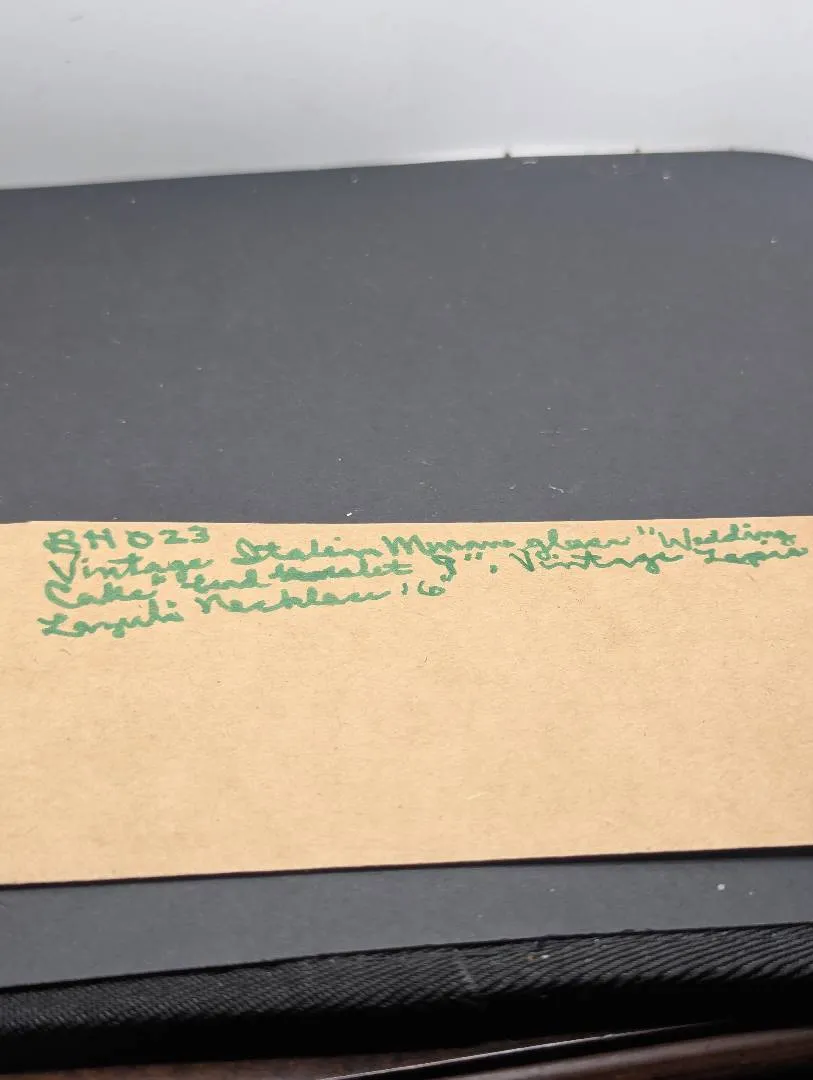 BH023
Vintage Italian Murano glass "Wedding
Cake" bead bracelet 9", Vintage Lapis
Lazuli Necklace 16"